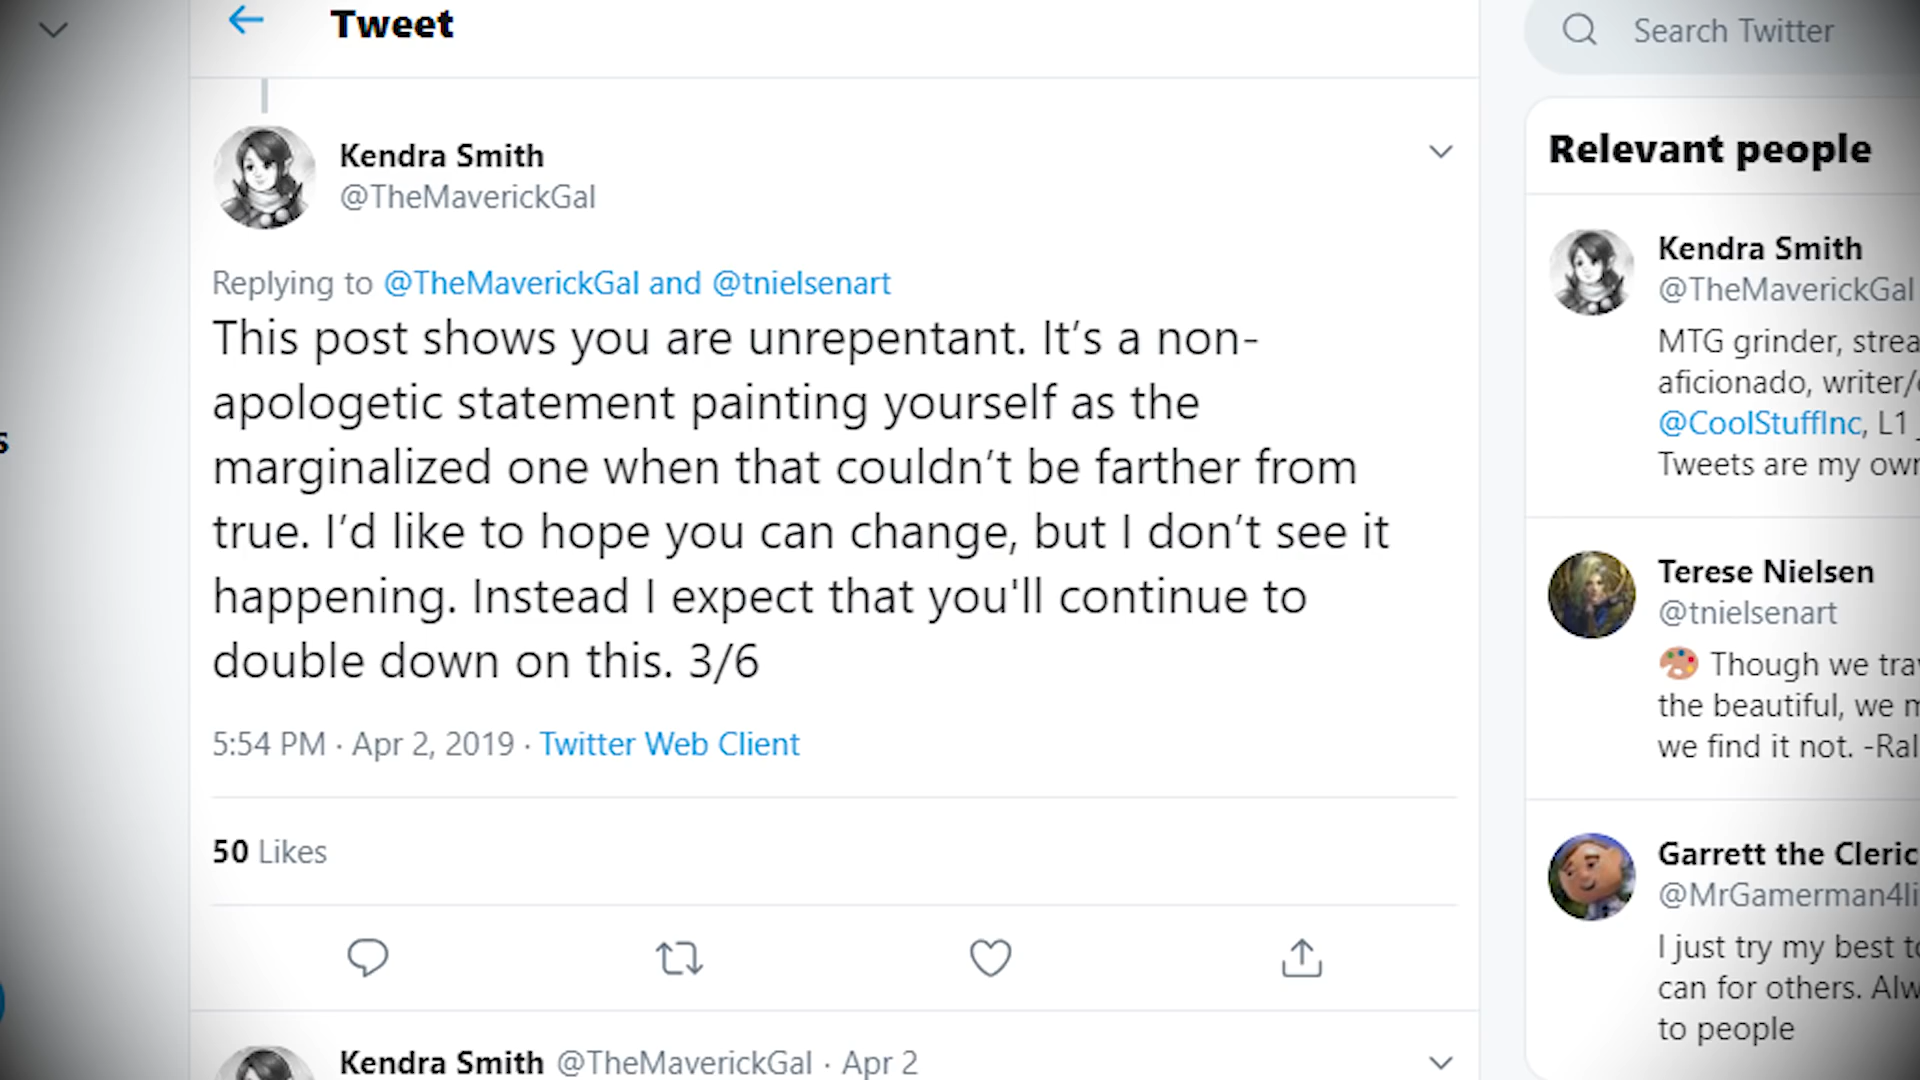 Tweet
Kendra Smith
@TheMaverickGal
Replying to @TheMaverickGal and @tnielsenart
This post shows you are unrepentant. It’s a non-
apologetic statement painting yourself as the
marginalized one when that couldn’t be farther from
true. I’d like to hope you can change, but I don’t see it
happening. Instead I expect that you'll continue to
double down on this. 3/6
5:54 PM · Apr 2, 2019 · Twitter Web Client
50 Likes
Kendra Smith @TheMaverickGal · Apr 2
Search Twitter
Relevant people
Kendra Smith
@TheMaverickGal
MTG grinder, strea
aficionado, writer/
@CoolStuffInc, L1
Tweets are my own
Terese Nielsen
@tnielsenart
🎨 Though we trav
the beautiful, we m
we find it not. -Ral
Garrett the Cleric
@MrGamerman4li
I just try my best to
can for others. Alw
to people